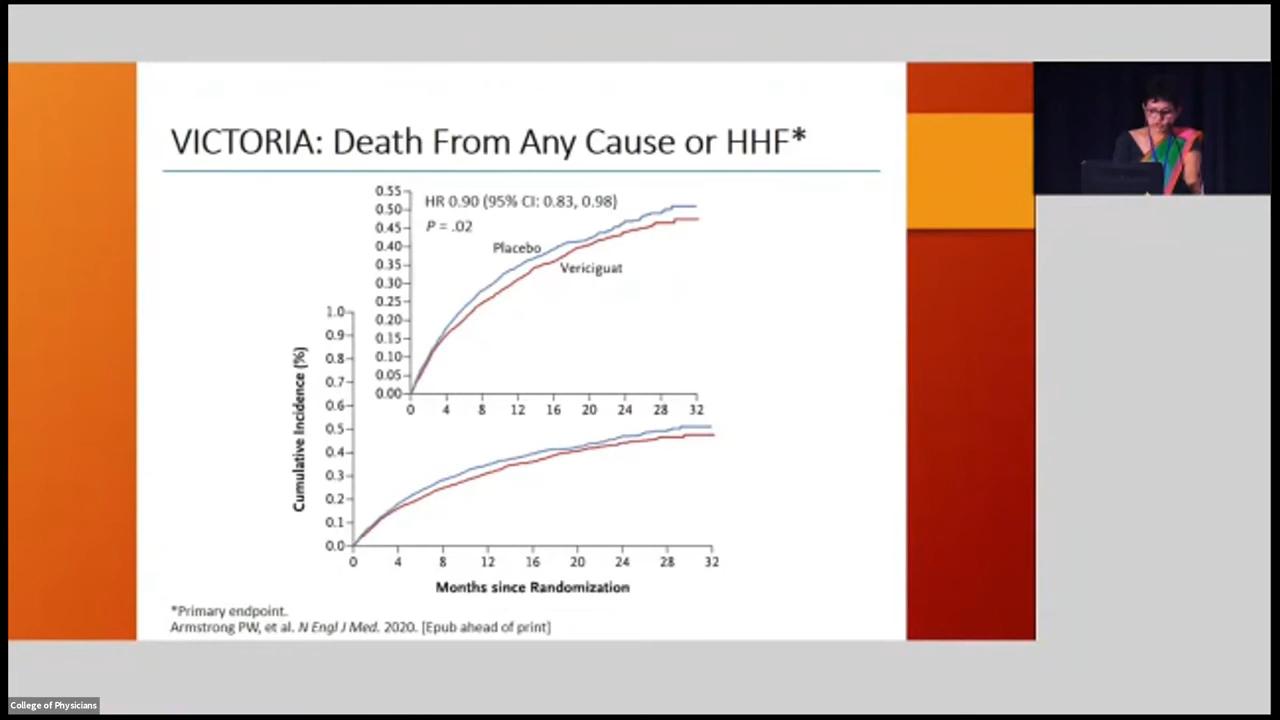 VICTORIA: Death From Any Cause or HHF*
0.55
0.50
0.45
0.40
0.35
0.30
0.25
0.20
0.15
0.10
0.05
0.00
HR 0.90 (95% CI: 0.83, 0.98)
P = .02
Placebo
Vericiguat
0 4 8 12 16 20 24 28 32
1.0
0.9
0.8
0.7
0.6
0.5
0.4
0.3
0.2
0.1
0.0
Cumulative Incidence (%)
0 4 8 12 16 20 24 28 32
Months since Randomization
*Primary endpoint.
Armstrong PW, et al. N Engl J Med. 2020. [Epub ahead of print]
College of Physicians